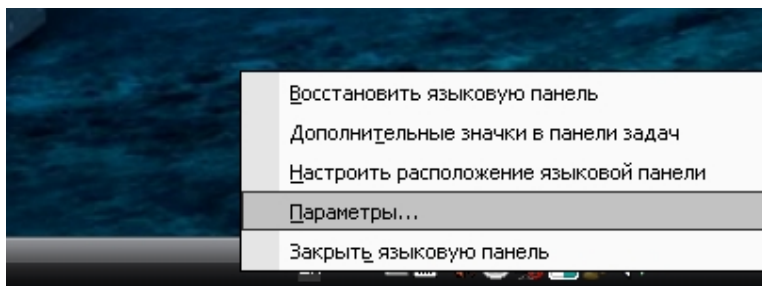 Восстановить языковую панель
Дополнительные значки в панели задач
Настроить расположение языковой панели
Параметры...
Закрыть языковую панель